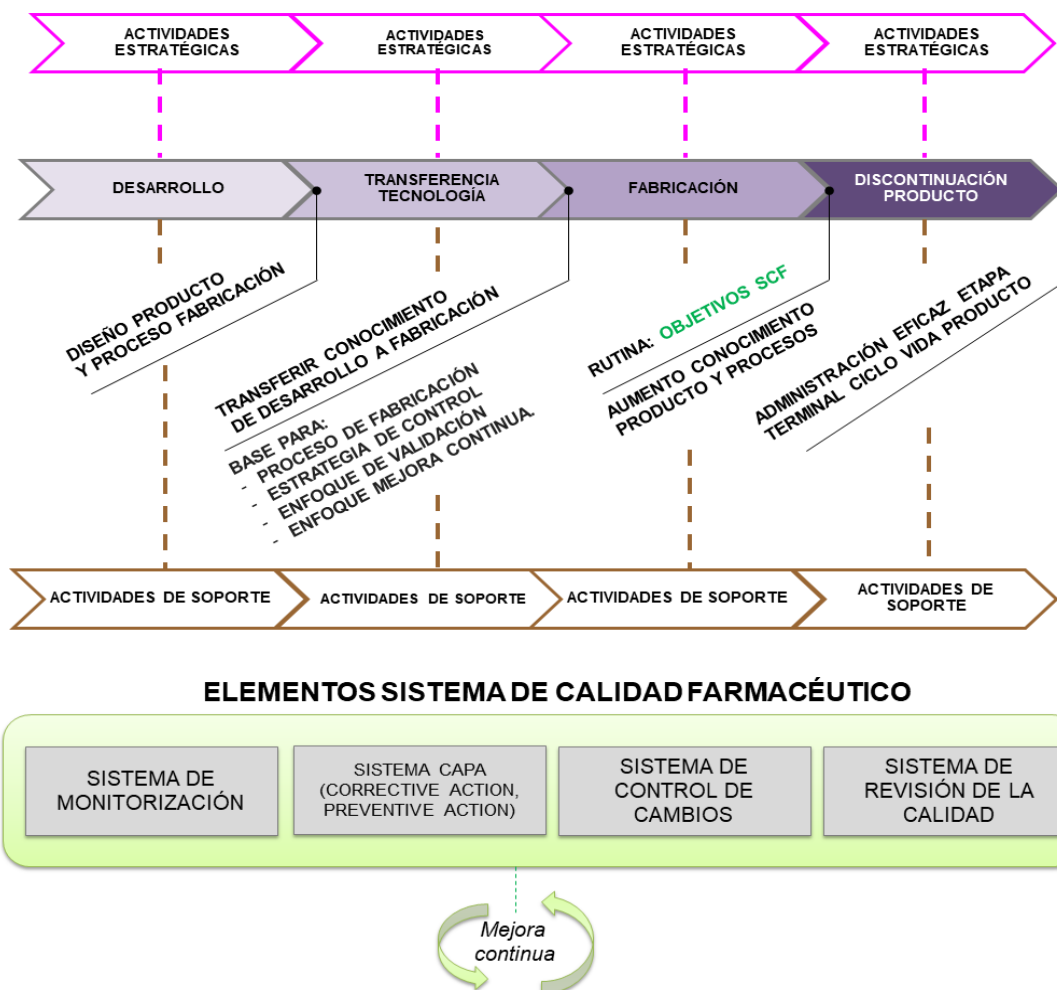 ACTIVIDADES
ESTRATÉGICAS
ACTIVIDADES
ESTRATÉGICAS
ACTIVIDADES
ESTRATÉGICAS
ACTIVIDADES
ESTRATÉGICAS
DESARROLLO
TRANSFERENCIA
TECNOLOGÍA
FABRICACIÓN
DISCONTINUACIÓN
PRODUCTO
DISEÑO PRODUCTO
Y PROCESO FABRICACIÓN
TRANSFERIR CONOCIMIENTO
DE DESARROLLO A FABRICACIÓN
BASE PARA:
- PROCESO DE FABRICACIÓN
- ESTRATEGIA DE CONTROL
- ENFOQUE DE VALIDACIÓN
- ENFOQUE MEJORA CONTINUA.
RUTINA: OBJETIVOS SCF
AUMENTO CONOCIMIENTO
PRODUCTO Y PROCESOS
ADMINISTRACIÓN EFICAZ ETAPA
TERMINAL CICLO VIDA PRODUCTO
ACTIVIDADES DE SOPORTE
ACTIVIDADES DE SOPORTE
ACTIVIDADES DE SOPORTE
ACTIVIDADES DE
SOPORTE
ELEMENTOS SISTEMA DE CALIDAD FARMACÉUTICO
SISTEMA DE
MONITORIZACIÓN
SISTEMA CAPA
(CORRECTIVE ACTION,
PREVENTIVE ACTION)
SISTEMA DE
CONTROL DE
CAMBIOS
SISTEMA DE
REVISIÓN DE LA
CALIDAD
Mejora
continua